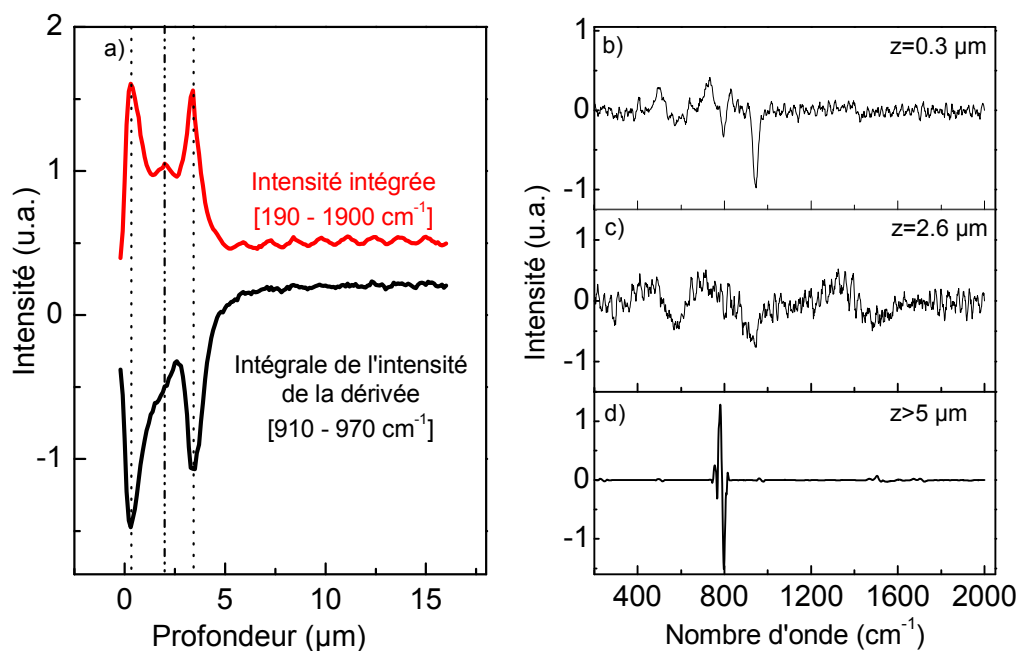 a)
2
1
0
-1
Intensité (u.a.)
Intensité intégrée
[190 - 1900 cm⁻¹]
Intégrale de l'intensité
de la dérivée
[910 - 970 cm⁻¹]
0 5 10 15
Profondeur (µm)
b)
z=0.3 µm
1
0
-1
c)
z=2.6 µm
1
0
-1
d)
z>5 µm
1
0
-1
Intensité (u.a.)
400 800 1200 1600 2000
Nombre d'onde (cm⁻¹)